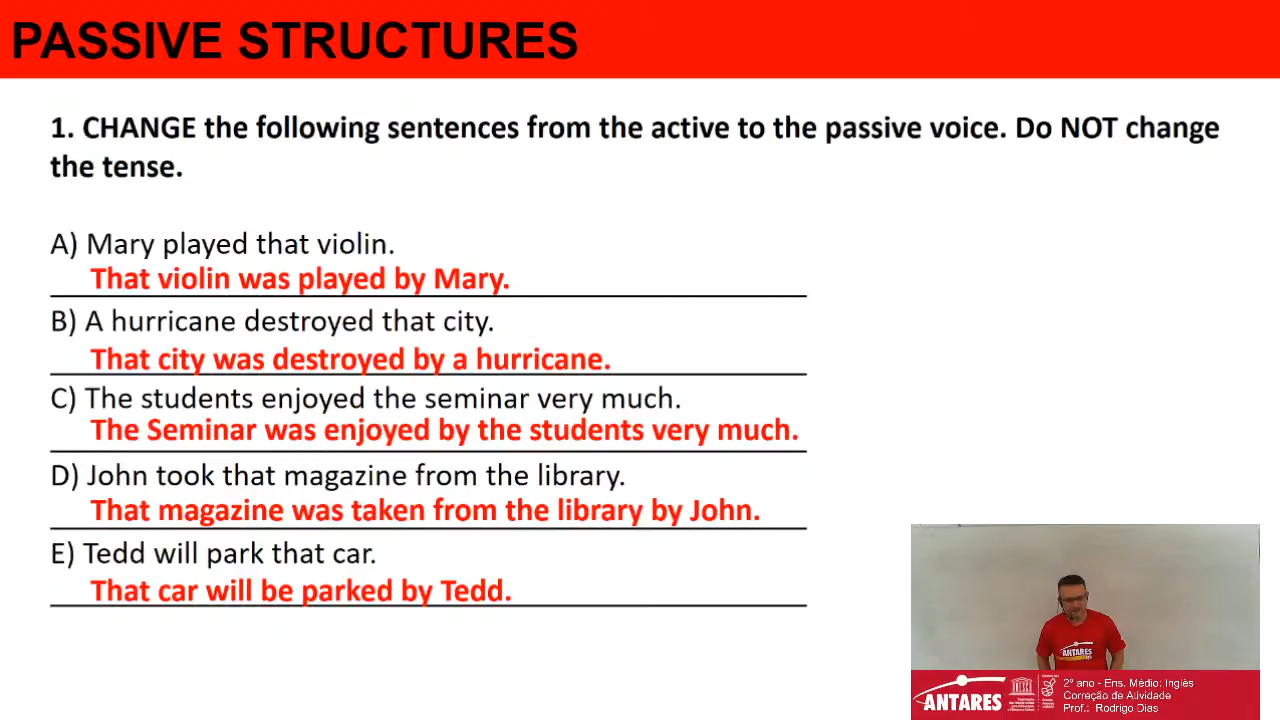 PASSIVE STRUCTURES
1. CHANGE the following sentences from the active to the passive voice. Do NOT change
the tense.
A) Mary played that violin.
That violin was played by Mary.
B) A hurricane destroyed that city.
That city was destroyed by a hurricane.
C) The students enjoyed the seminar very much.
The Seminar was enjoyed by the students very much.
D) John took that magazine from the library.
That magazine was taken from the library by John.
E) Tedd will park that car.
That car will be parked by Tedd.
ANTARES
ANTARES
2º ano - Ens. Médio: Inglês
Correção de Atividade
Prof.: Rodrigo Dias